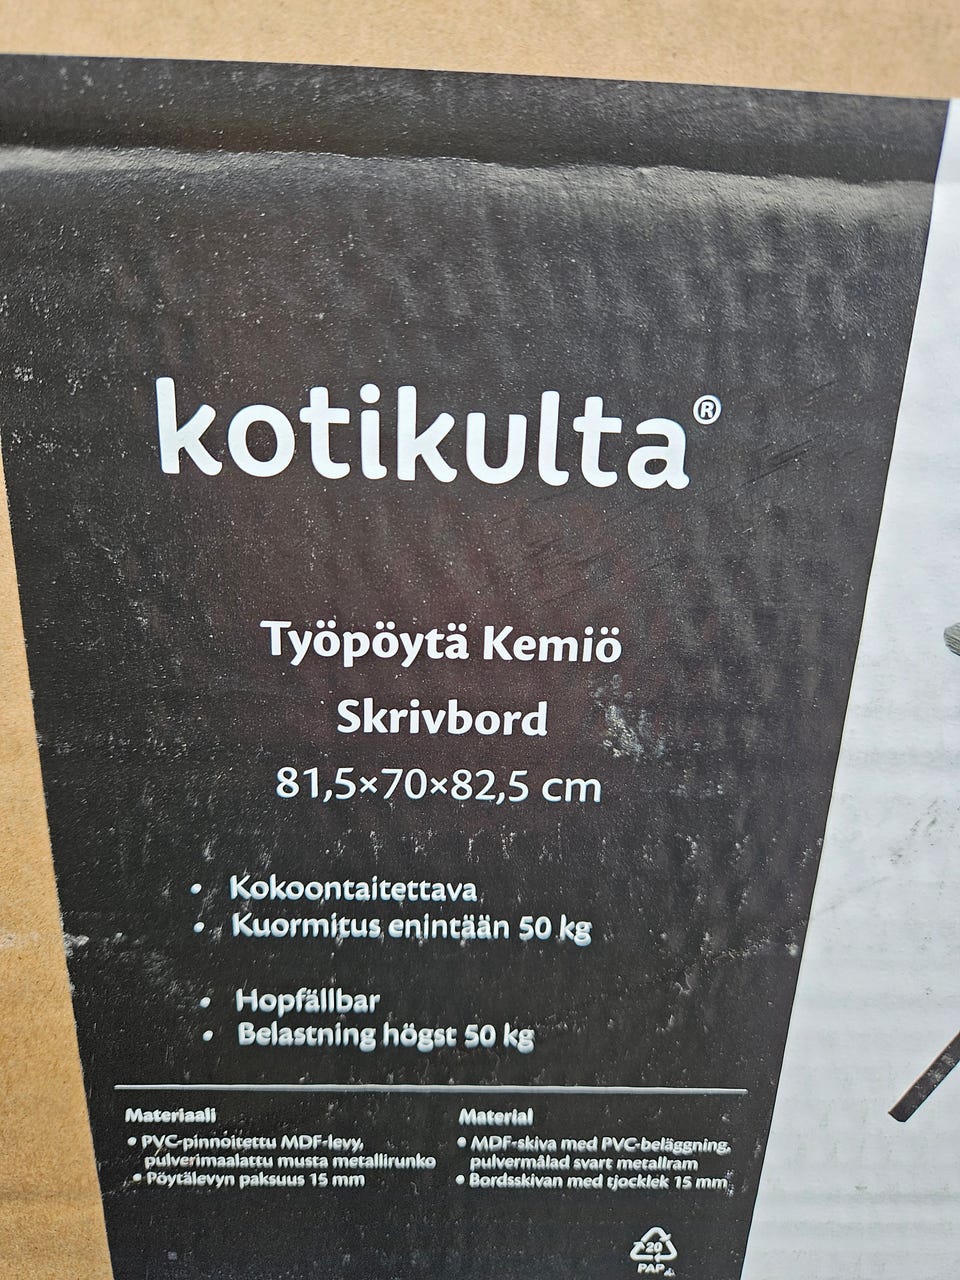 kotikulta®
Työpöytä Kemiö
Skrivbord
81,5×70×82,5 cm
• Kokoontaitettava
• Kuormitus enintään 50 kg
• Hopfällbar
• Belastning högst 50 kg
Materiaali
• PVC-pinnoitettu MDF-levy,
pulverimaalattu musta metallirunko
• Pöytälevyn paksuus 15 mm
Material
• MDF-skiva med PVC-beläggning,
pulvermålad svart metallram
• Bordsskivan med tjocklek 15 mm
20
PAP